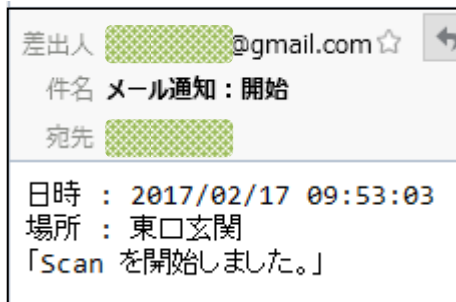 差出人 @gmail.com
件名 メール通知：開始
宛先
日時 : 2017/02/17 09:53:03
場所 : 東口玄関
「Scan を開始しました。」